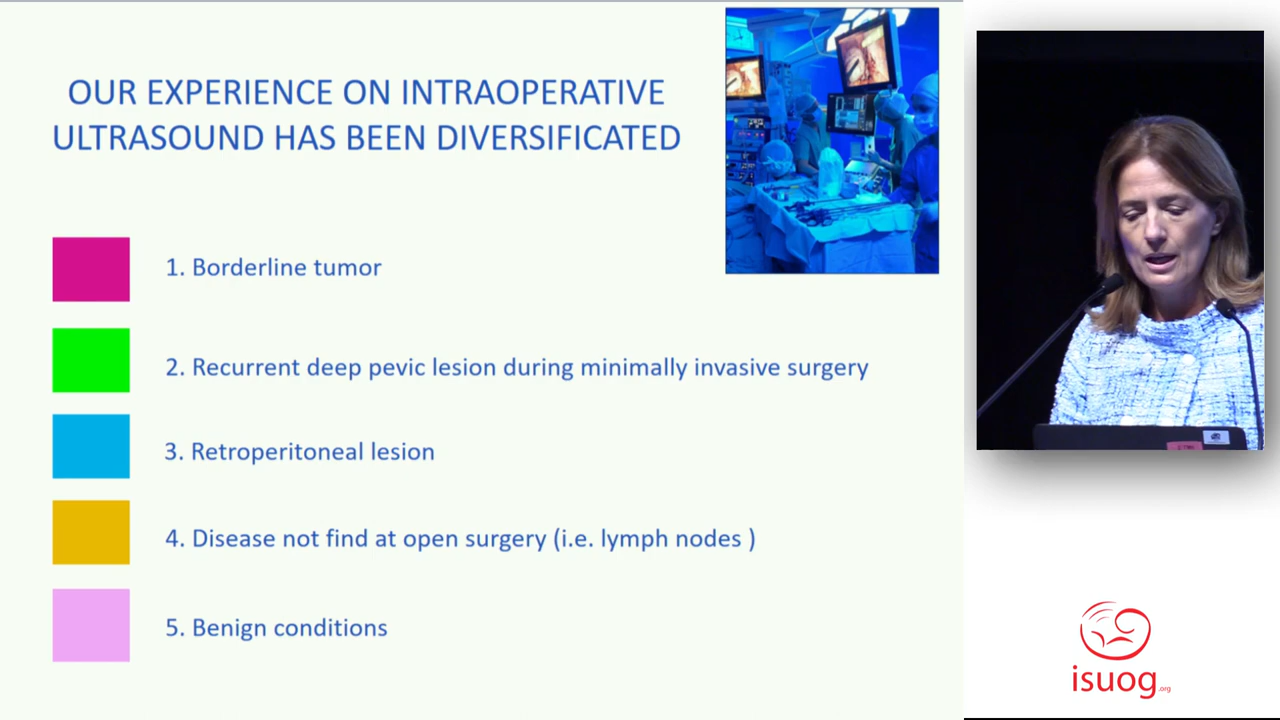 OUR EXPERIENCE ON INTRAOPERATIVE
ULTRASOUND HAS BEEN DIVERSIFICATED
1. Borderline tumor
2. Recurrent deep pevic lesion during minimally invasive surgery
3. Retroperitoneal lesion
4. Disease not find at open surgery (i.e. lymph nodes )
5. Benign conditions
isuog.org